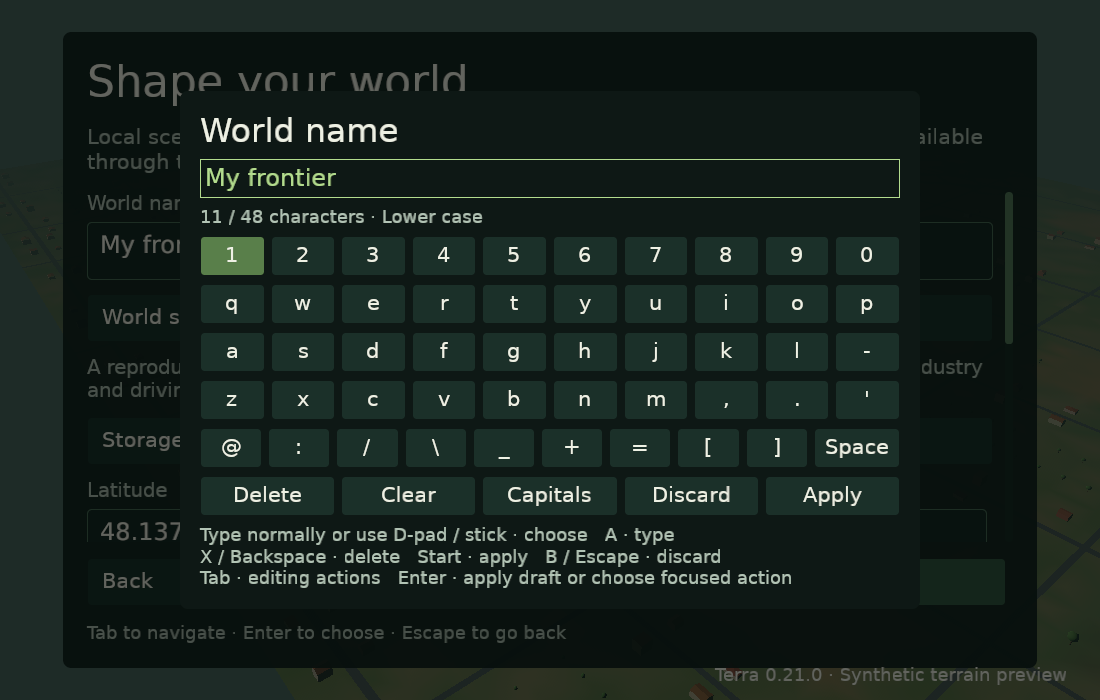 Shape your world
Local sce
ailable
through t
World name
My frontier
11 / 48 characters · Lower case
1 2 3 4 5 6 7 8 9 0
q w e r t y u i o p
a s d f g h j k l -
z x c v b n m , . '
@ : / \ _ + = [ ] Space
Delete Clear Capitals Discard Apply
Type normally or use D-pad / stick · choose A · type
X / Backspace · delete Start · apply B / Escape · discard
Tab · editing actions Enter · apply draft or choose focused action
World nar
My fror
World s
A reprodu
dustry
and drivin
Storage
Latitude
48.137
Back
Tab to navigate · Enter to choose · Escape to go back
Terra 0.21.0 · Synthetic terrain preview